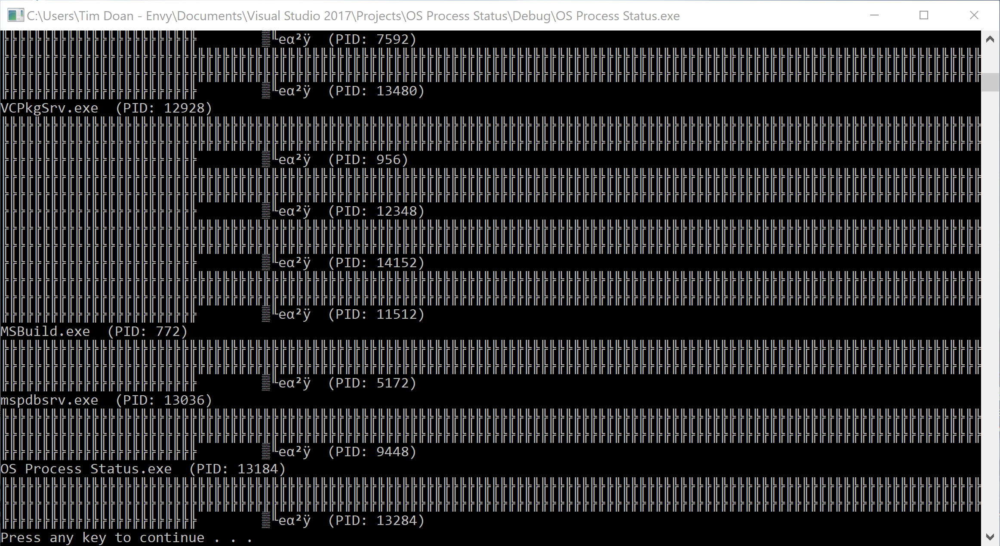 C:\Users\Tim Doan - Envy\Documents\Visual Studio 2017\Projects\OS Process Status\Debug\OS Process Status.exe
▒└eα²ÿ  (PID: 7592)
▒└eα²ÿ  (PID: 13480)
VCPkgSrv.exe  (PID: 12928)
▒└eα²ÿ  (PID: 956)
▒└eα²ÿ  (PID: 12348)
▒└eα²ÿ  (PID: 14152)
▒└eα²ÿ  (PID: 11512)
MSBuild.exe  (PID: 772)
▒└eα²ÿ  (PID: 5172)
mspdbsrv.exe  (PID: 13036)
▒└eα²ÿ  (PID: 9448)
OS Process Status.exe  (PID: 13184)
▒└eα²ÿ  (PID: 13284)
Press any key to continue . . .